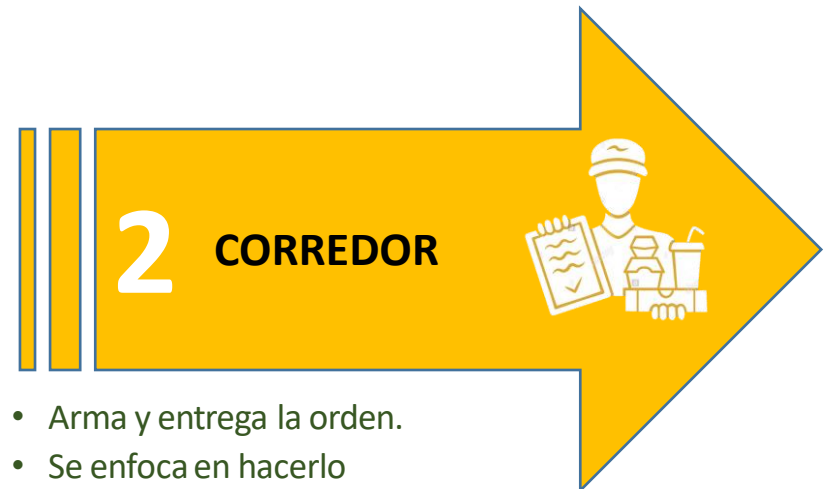 2 CORREDOR
• Arma y entrega la orden.
• Se enfoca en hacerlo